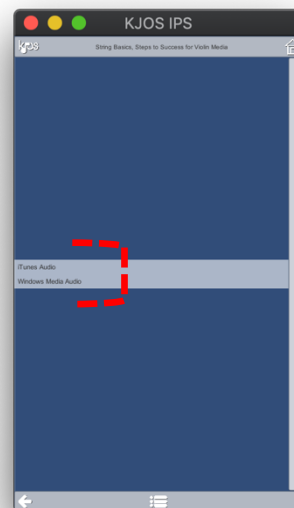 KJOS IPS
kjos
String Basics, Steps to Success for Violin Media
iTunes Audio
Windows Media Audio